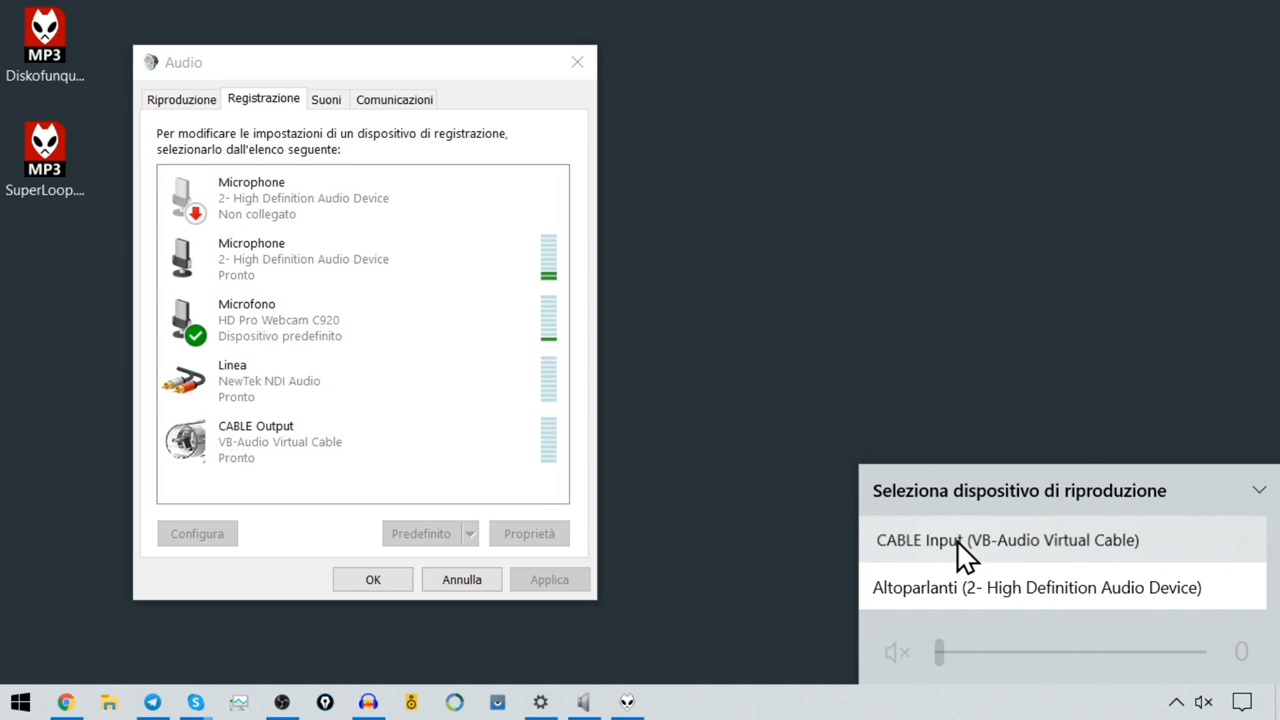 MP3
Diskofunqu...
MP3
SuperLoop....
Audio
Riproduzione
Registrazione
Suoni
Comunicazioni
Per modificare le impostazioni di un dispositivo di registrazione,
selezionarlo dall'elenco seguente:
Microphone
2- High Definition Audio Device
Non collegato
Microphone
2- High Definition Audio Device
Pronto
Microfono
HD Pro Webcam C920
Dispositivo predefinito
Linea
NewTek NDI Audio
Pronto
CABLE Output
VB-Audio Virtual Cable
Pronto
Configura
Predefinito
Proprietà
OK
Annulla
Applica
Seleziona dispositivo di riproduzione
CABLE Input (VB-Audio Virtual Cable)
Altoparlanti (2- High Definition Audio Device)
0